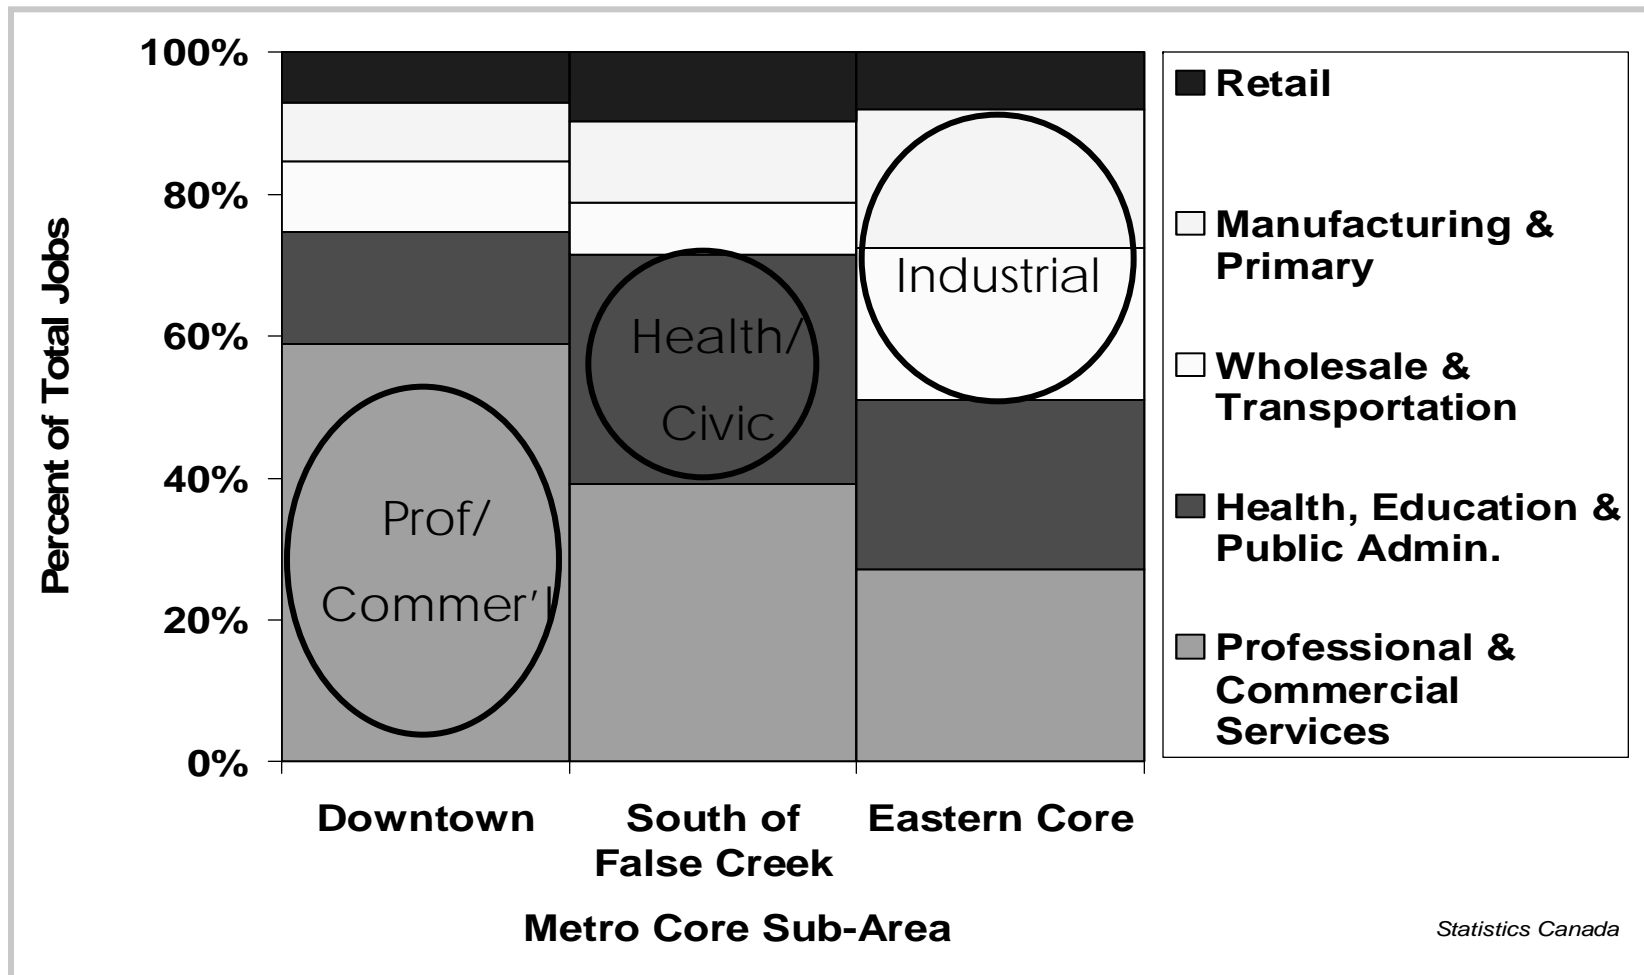 100%
80%
60%
40%
20%
0%
Percent of Total Jobs
Prof/
Commer'l
Health/
Civic
Industrial
Downtown
South of
False Creek
Eastern Core
Metro Core Sub-Area
Retail
Manufacturing &
Primary
Wholesale &
Transportation
Health, Education &
Public Admin.
Professional &
Commercial
Services
Statistics Canada